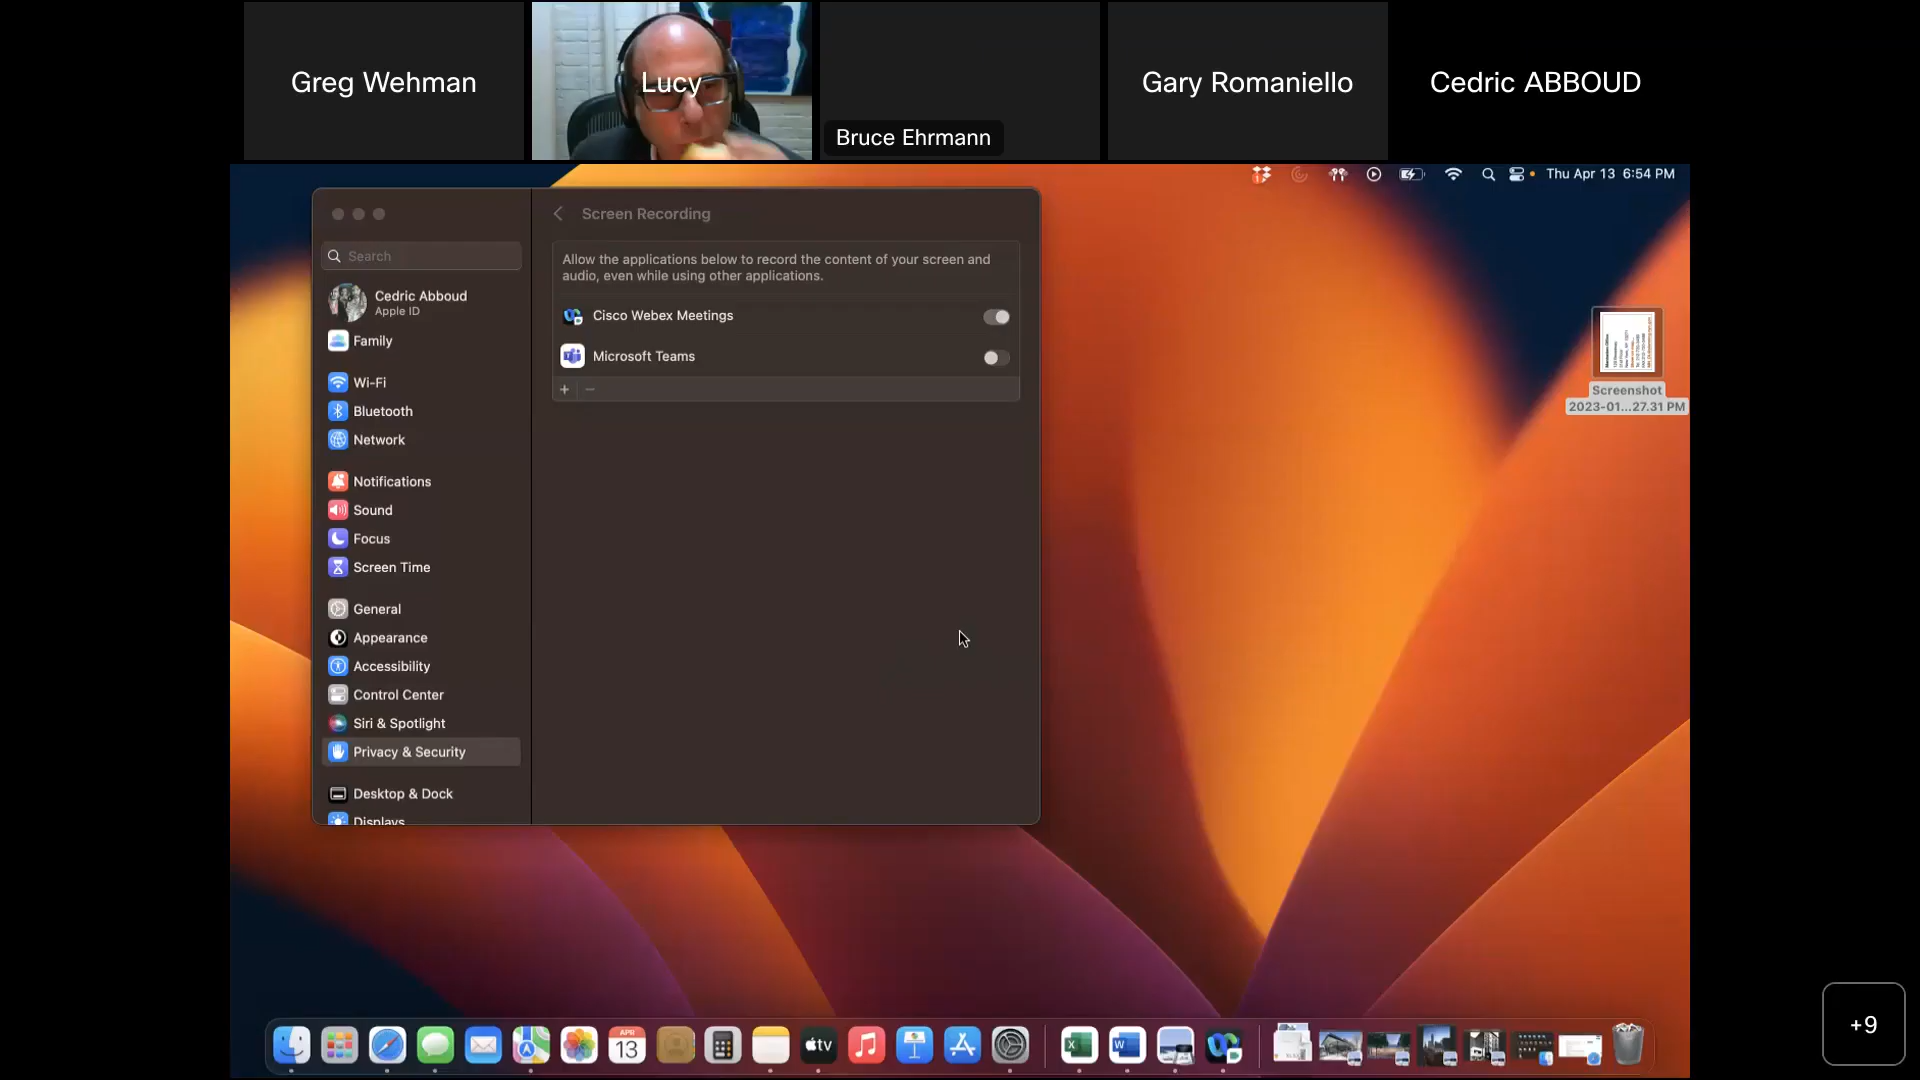 Greg Wehman
Lucy
Bruce Ehrmann
Gary Romaniello
Cedric ABBOUD
Thu Apr 13 6:54 PM
Screen Recording
Search
Allow the applications below to record the content of your screen and
audio, even while using other applications.
Cedric Abboud
Apple ID
Cisco Webex Meetings
Family
Microsoft Teams
+ −
Wi-Fi
Bluetooth
Network
Screenshot
2023-01...27.31 PM
Notifications
Sound
Focus
Screen Time
General
Appearance
Accessibility
Control Center
Siri & Spotlight
Privacy & Security
Desktop & Dock
Displays
+9
APR
13
tv